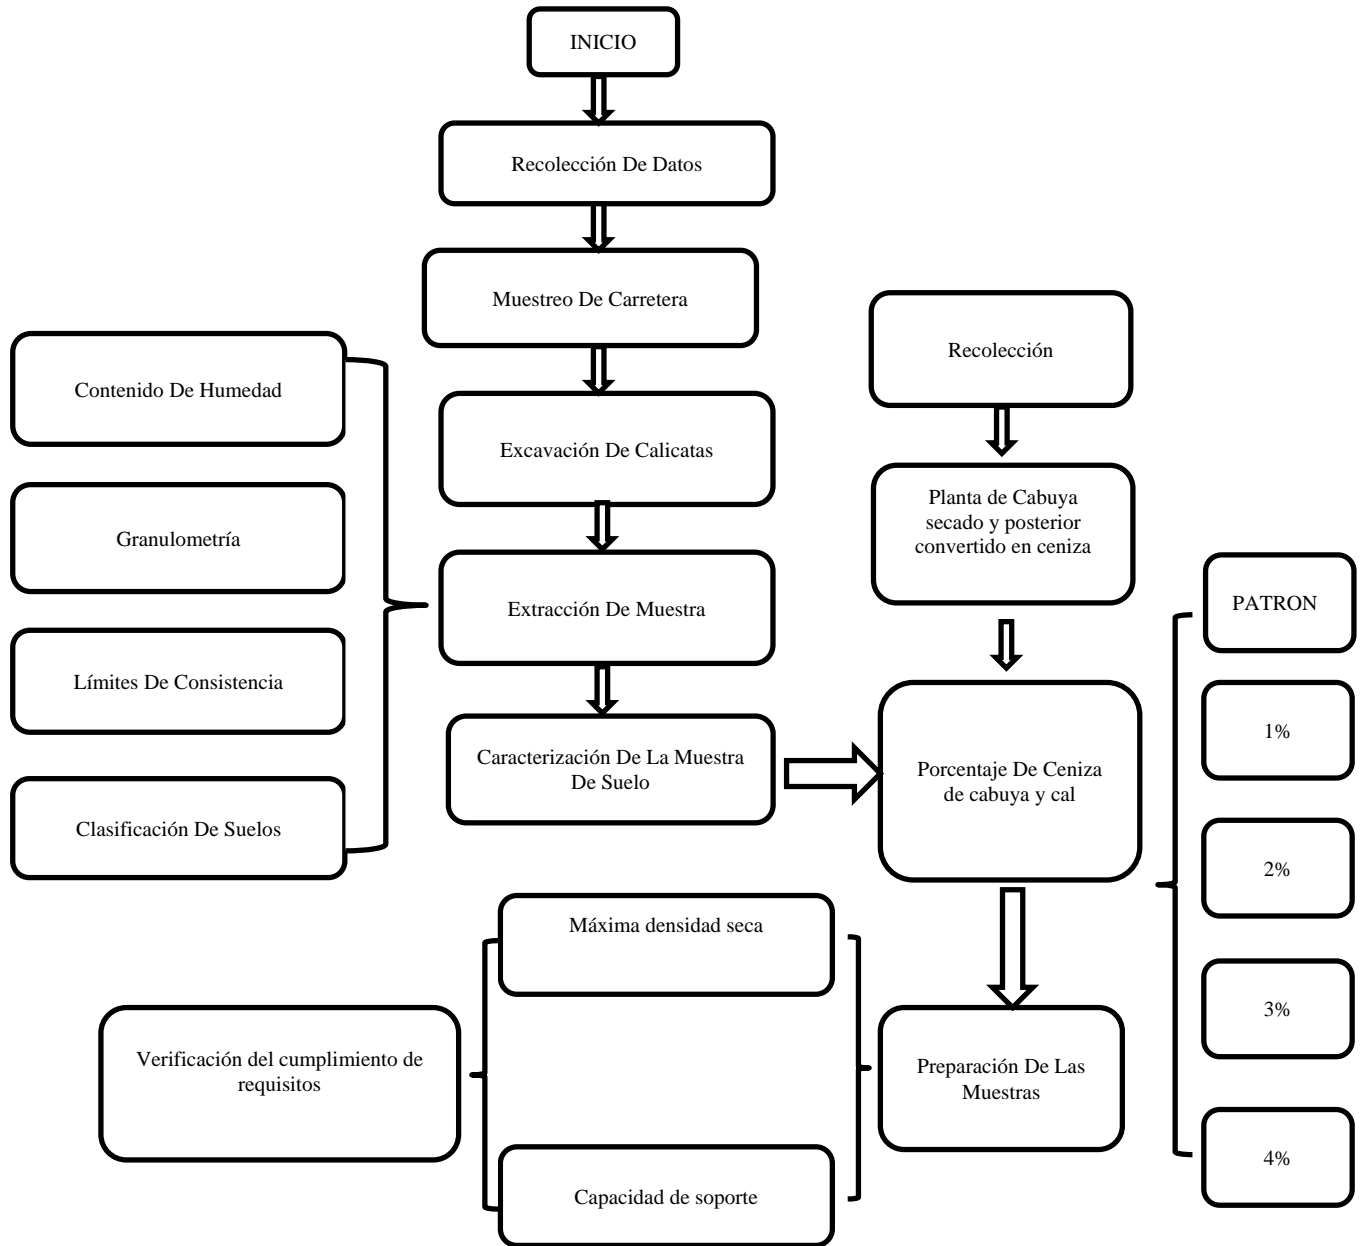 INICIO
Recolección De Datos
Muestreo De Carretera
Excavación De Calicatas
Extracción De Muestra
Caracterización De La Muestra
De Suelo
Contenido De Humedad
Granulometría
Límites De Consistencia
Clasificación De Suelos
Recolección
Planta de Cabuya
secado y posterior
convertido en ceniza
Porcentaje De Ceniza
de cabuya y cal
PATRON
1%
2%
3%
4%
Preparación De Las
Muestras
Máxima densidad seca
Capacidad de soporte
Verificación del cumplimiento de
requisitos